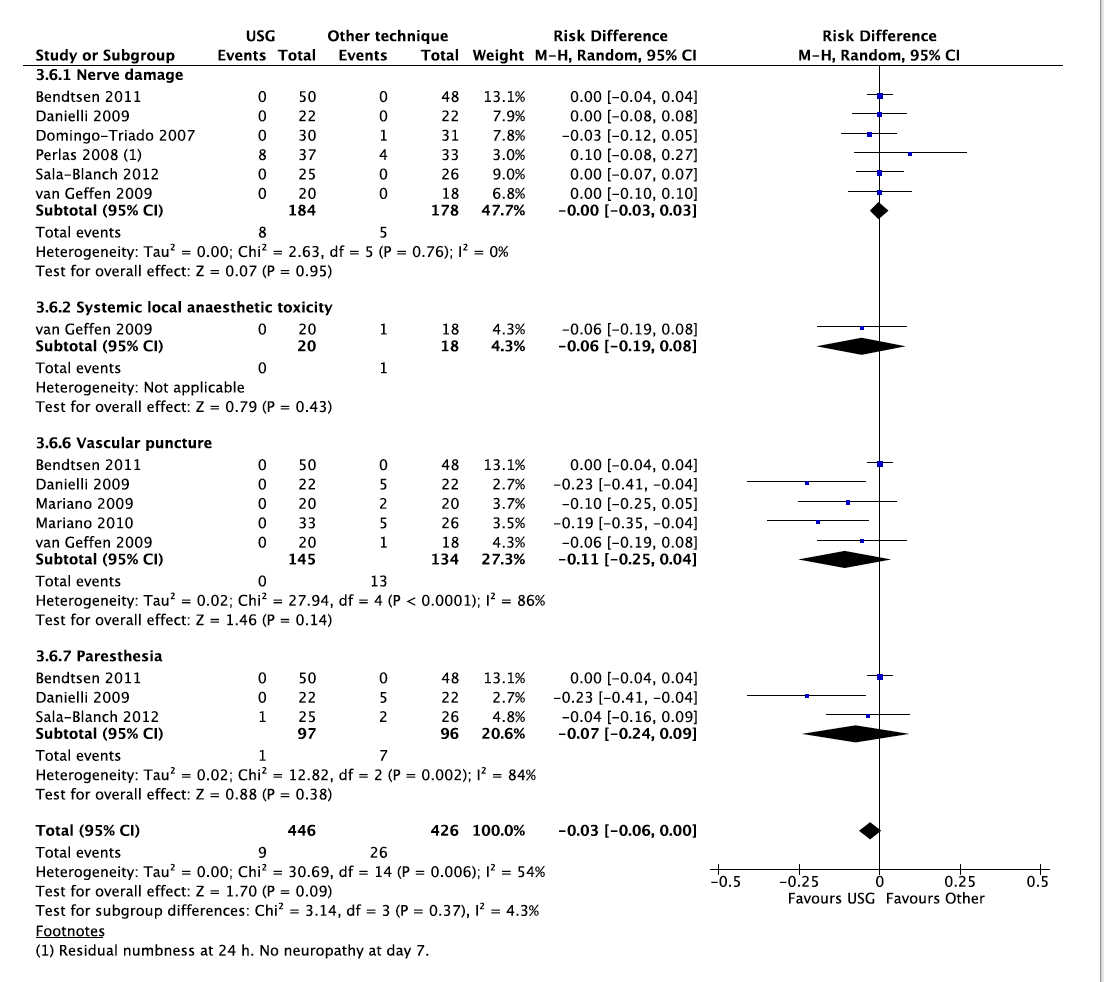 USG Other technique Risk Difference Risk Difference
Study or Subgroup Events Total Events Total Weight M-H, Random, 95% CI M-H, Random, 95% CI
3.6.1 Nerve damage
Bendtsen 2011 0 50 0 48 13.1% 0.00 [-0.04, 0.04]
Danielli 2009 0 22 0 22 7.9% 0.00 [-0.08, 0.08]
Domingo-Triado 2007 0 30 1 31 7.8% -0.03 [-0.12, 0.05]
Perlas 2008 (1) 8 37 4 33 3.0% 0.10 [-0.08, 0.27]
Sala-Blanch 2012 0 25 0 26 9.0% 0.00 [-0.07, 0.07]
van Geffen 2009 0 20 0 18 6.8% 0.00 [-0.10, 0.10]
Subtotal (95% CI) 184 178 47.7% -0.00 [-0.03, 0.03]
Total events 8 5
Heterogeneity: Tau² = 0.00; Chi² = 2.63, df = 5 (P = 0.76); I² = 0%
Test for overall effect: Z = 0.07 (P = 0.95)
3.6.2 Systemic local anaesthetic toxicity
van Geffen 2009 0 20 1 18 4.3% -0.06 [-0.19, 0.08]
Subtotal (95% CI) 20 18 4.3% -0.06 [-0.19, 0.08]
Total events 0 1
Heterogeneity: Not applicable
Test for overall effect: Z = 0.79 (P = 0.43)
3.6.6 Vascular puncture
Bendtsen 2011 0 50 0 48 13.1% 0.00 [-0.04, 0.04]
Danielli 2009 0 22 5 22 2.7% -0.23 [-0.41, -0.04]
Mariano 2009 0 20 2 20 3.7% -0.10 [-0.25, 0.05]
Mariano 2010 0 33 5 26 3.5% -0.19 [-0.35, -0.04]
van Geffen 2009 0 20 1 18 4.3% -0.06 [-0.19, 0.08]
Subtotal (95% CI) 145 134 27.3% -0.11 [-0.25, 0.04]
Total events 0 13
Heterogeneity: Tau² = 0.02; Chi² = 27.94, df = 4 (P < 0.0001); I² = 86%
Test for overall effect: Z = 1.46 (P = 0.14)
3.6.7 Paresthesia
Bendtsen 2011 0 50 0 48 13.1% 0.00 [-0.04, 0.04]
Danielli 2009 0 22 5 22 2.7% -0.23 [-0.41, -0.04]
Sala-Blanch 2012 1 25 2 26 4.8% -0.04 [-0.16, 0.09]
Subtotal (95% CI) 97 96 20.6% -0.07 [-0.24, 0.09]
Total events 1 7
Heterogeneity: Tau² = 0.02; Chi² = 12.82, df = 2 (P = 0.002); I² = 84%
Test for overall effect: Z = 0.88 (P = 0.38)
Total (95% CI) 446 426 100.0% -0.03 [-0.06, 0.00]
Total events 9 26
Heterogeneity: Tau² = 0.00; Chi² = 30.69, df = 14 (P = 0.006); I² = 54%
Test for overall effect: Z = 1.70 (P = 0.09)
Test for subgroup differences: Chi² = 3.14, df = 3 (P = 0.37), I² = 4.3%
-0.5 -0.25 0 0.25 0.5
Favours USG Favours Other
Footnotes
(1) Residual numbness at 24 h. No neuropathy at day 7.